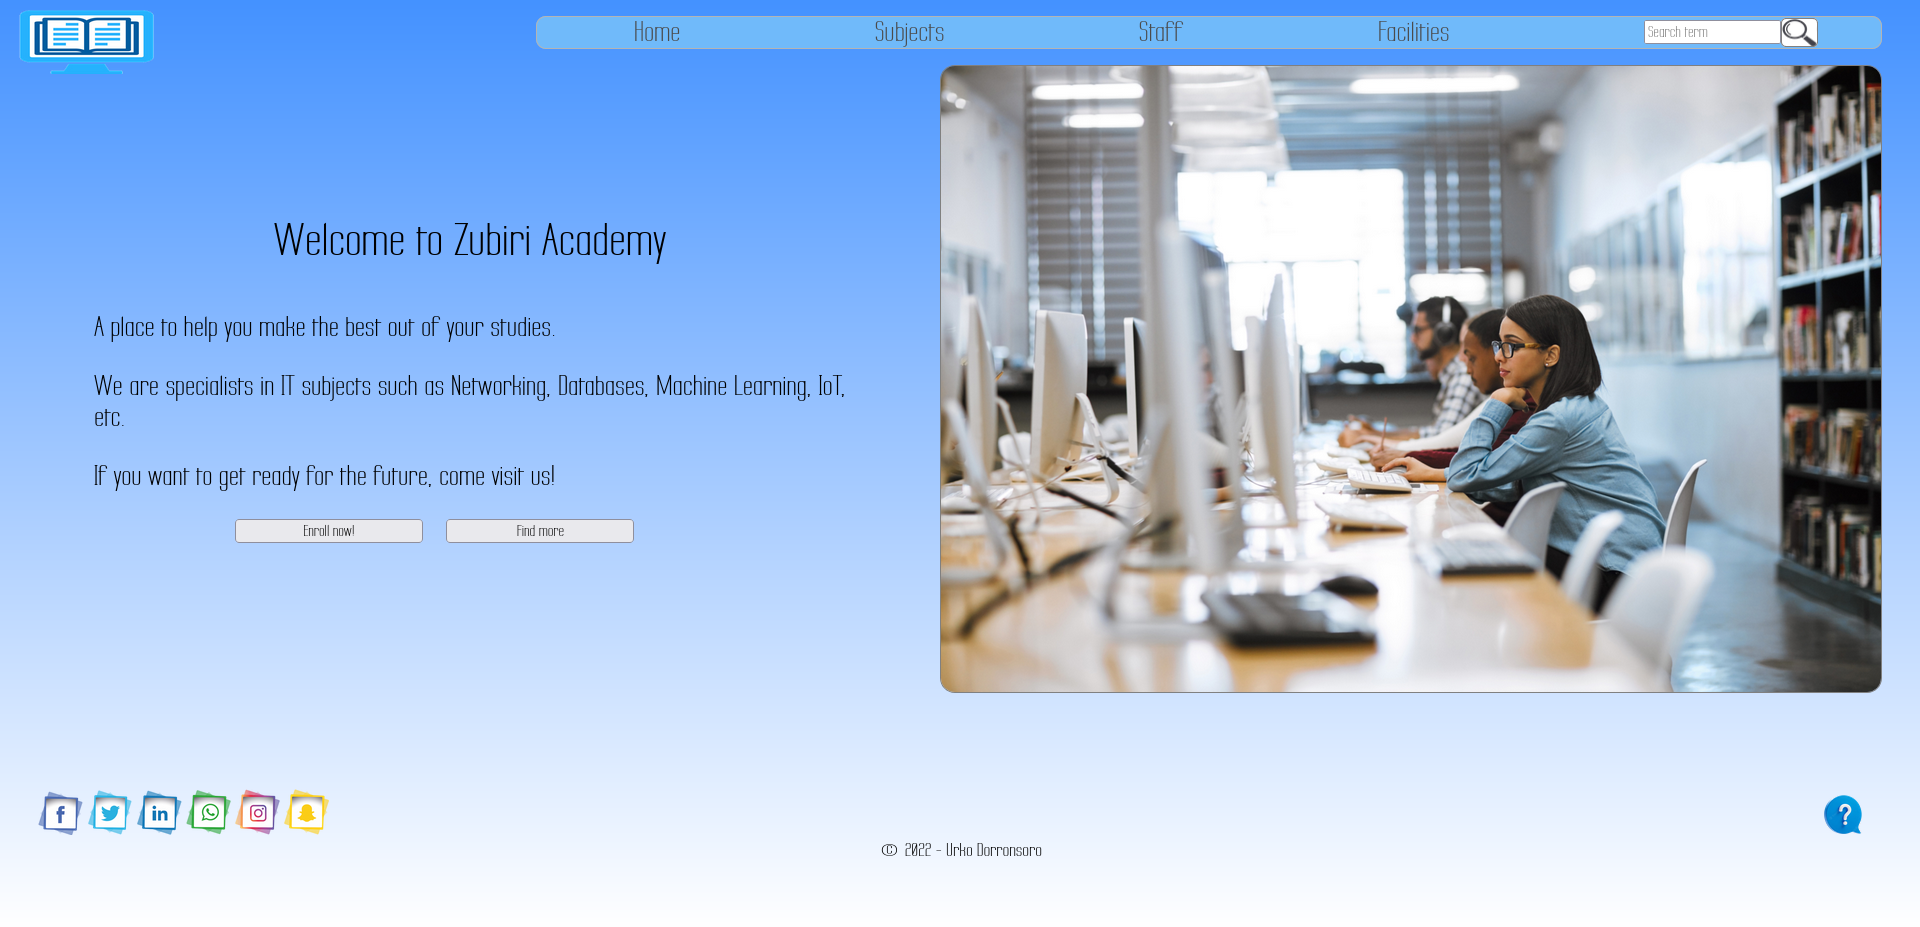 Home Subjects Staff Facilities Search term
Welcome to Zubiri Academy
A place to help you make the best out of your studies.
We are specialists in IT subjects such as Networking, Databases, Machine Learning, IoT,
etc.
If you want to get ready for the future, come visit us!
Enroll now! Find more
f in ?
© 2022 - Urko Dorronsoro